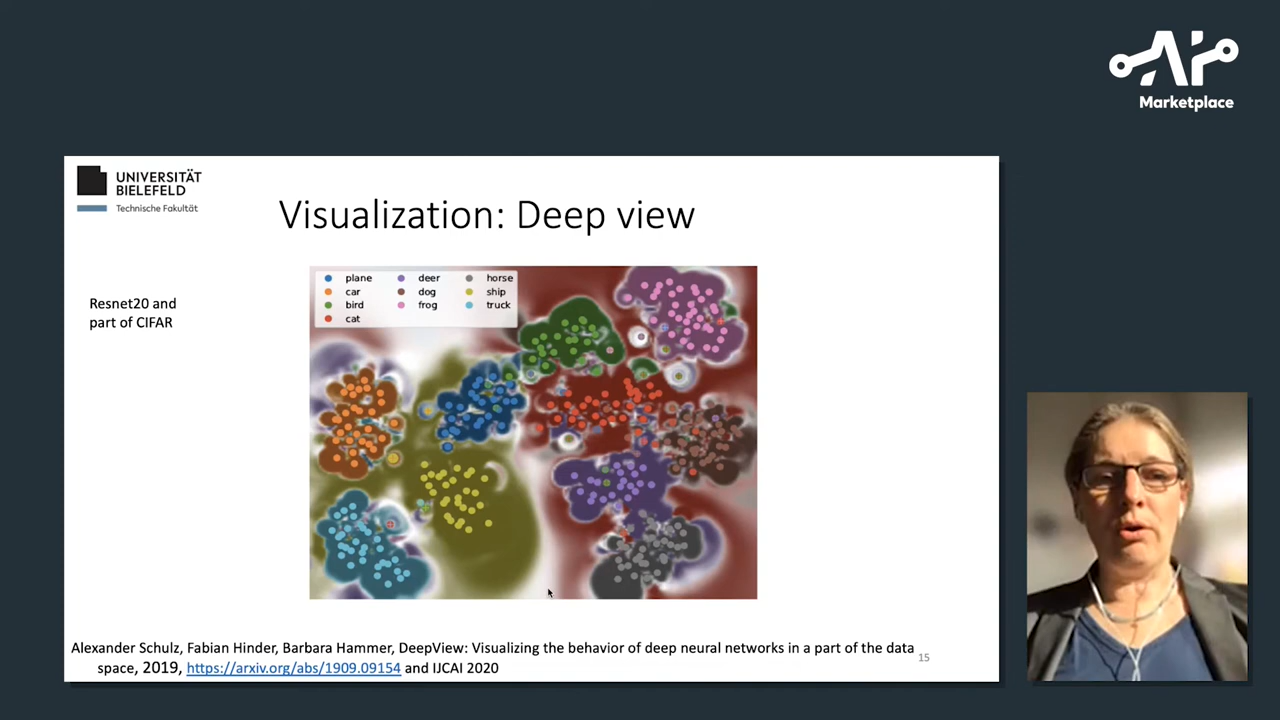 AI
Marketplace
UNIVERSITÄT
BIELEFELD
Technische Fakultät
Visualization: Deep view
Resnet20 and
part of CIFAR
plane deer horse
car dog ship
bird frog truck
cat
Alexander Schulz, Fabian Hinder, Barbara Hammer, DeepView: Visualizing the behavior of deep neural networks in a part of the data
space, 2019, https://arxiv.org/abs/1909.09154 and IJCAI 2020
15